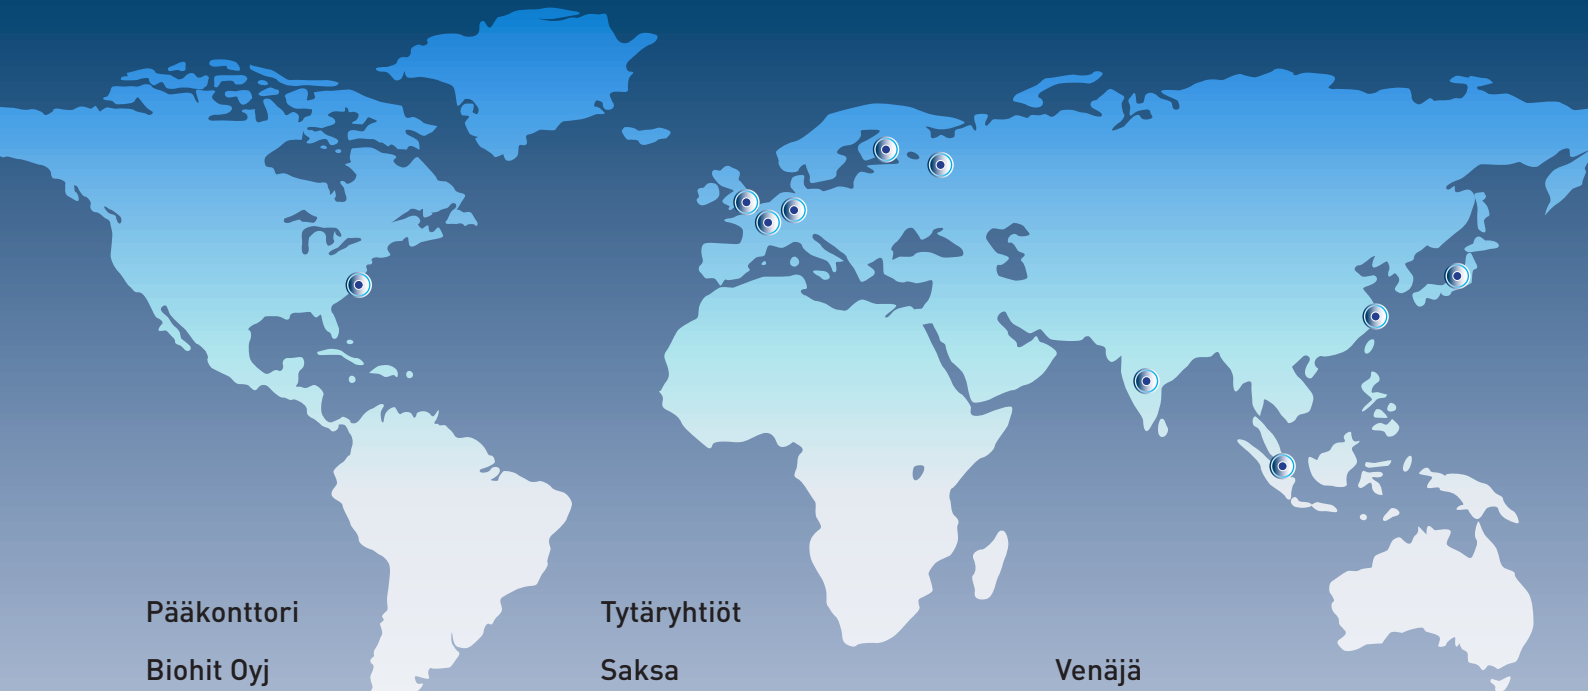 Pääkonttori
Biohit Oyj
Tytäryhtiöt
Saksa
Venäjä